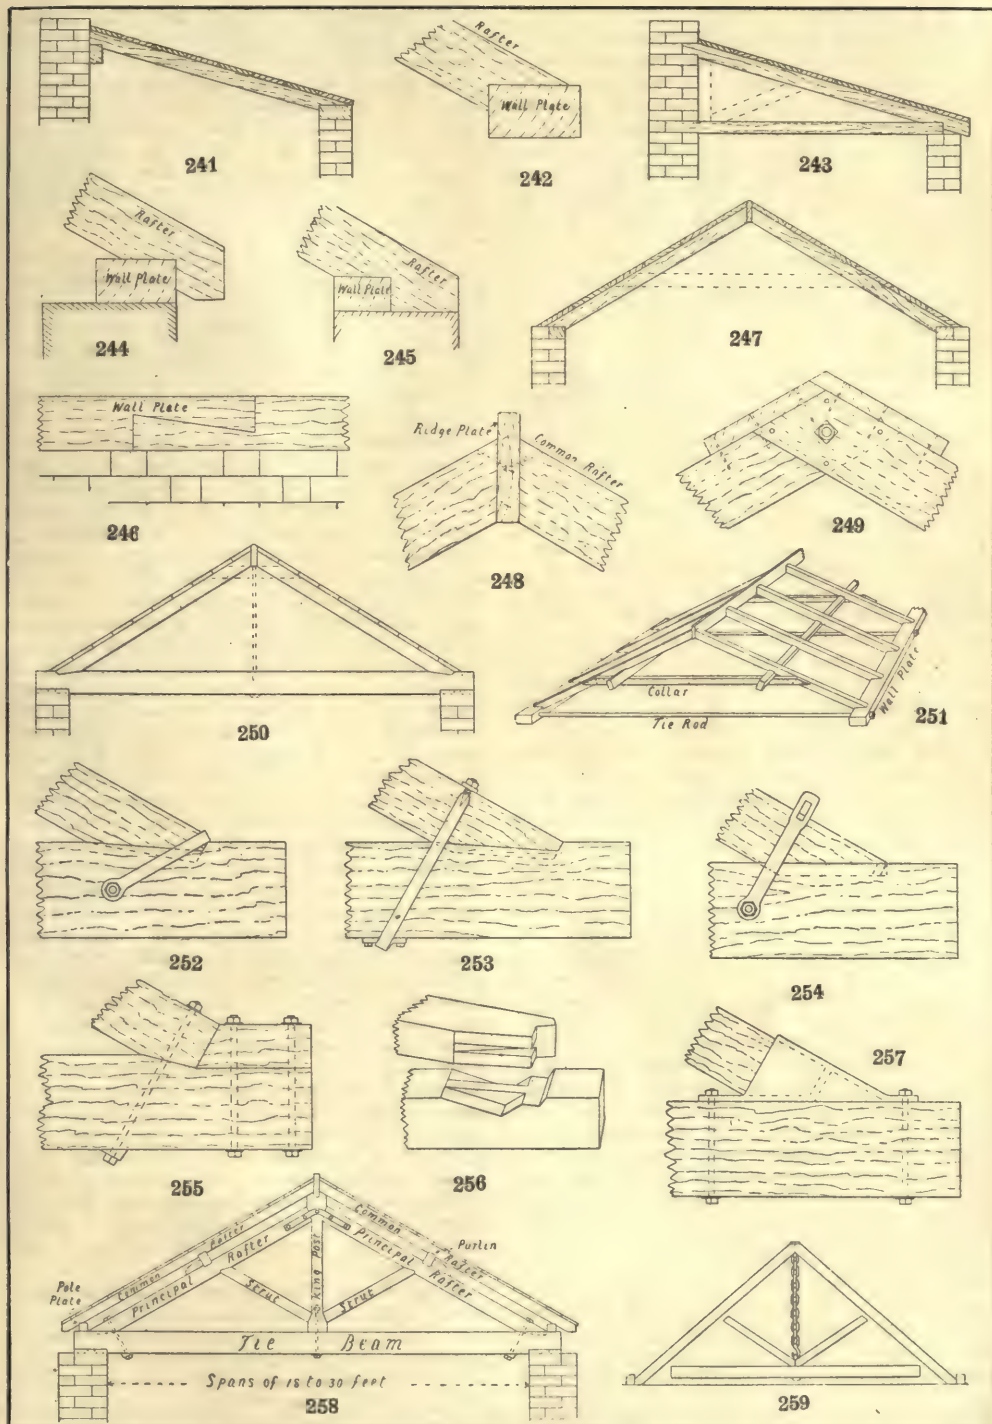 241
Rafter
Wall Plate
242
243
Rafter
Wall Plate
244
Rafter
Wall Plate
245
247
Wall Plate
246
Ridge Plate
Common Rafter
248
249
250
Collar
Tie Rod
Wall Plate
251
252
253
254
255
256
257
Pole
Plate
Common Rafter
Principal Rafter
Strut
King Post
Strut
Common Rafter
Principal Rafter
Purlin
Tie Beam
Spans of 18 to 30 feet
258
259